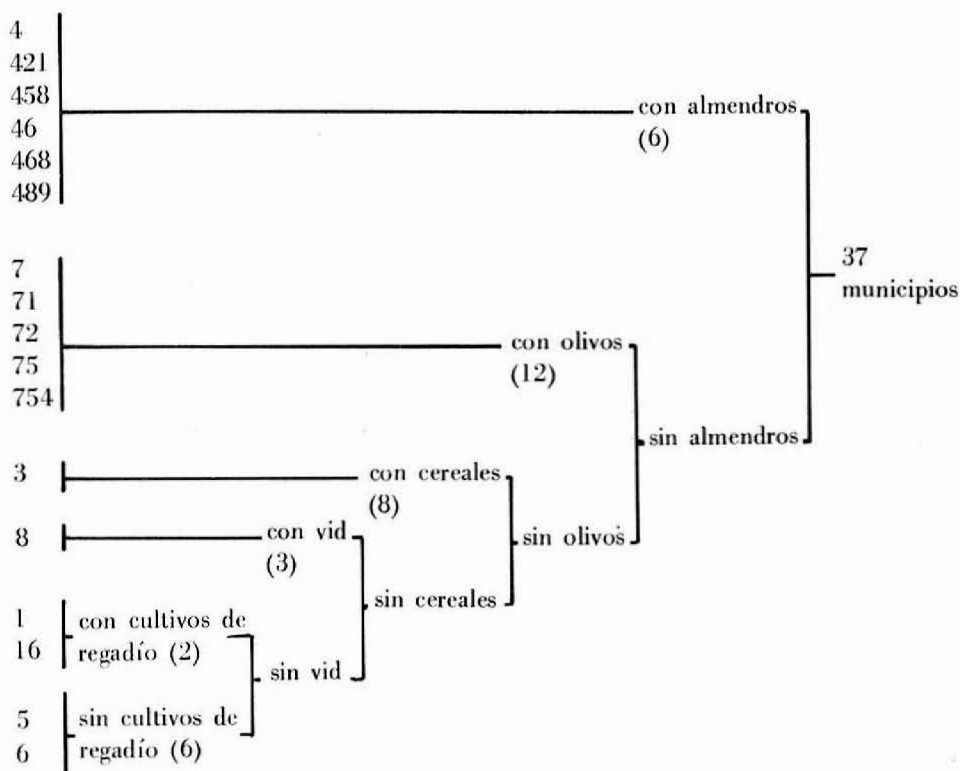 4
421
458
46
468
489
con almendros
(6)
37
municipios
7
71
72
75
754
con olivos
(12)
sin almendros
3
con cereales
(8)
sin olivos
8
con vid
(3)
sin cereales
1
16
con cultivos de
regadío (2)
sin vid
5
6
sin cultivos de
regadío (6)